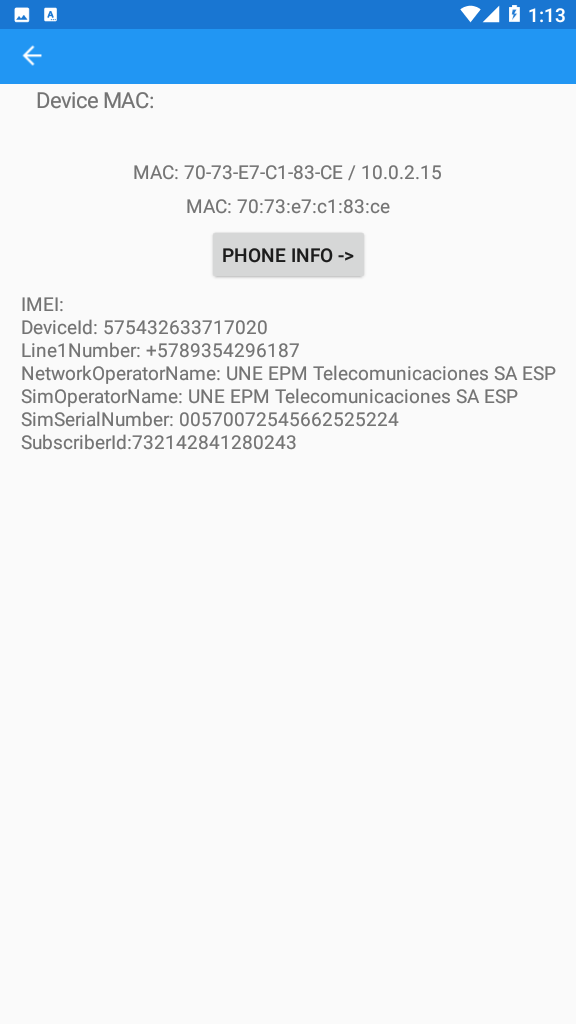 1:13
Device MAC:
MAC: 70-73-E7-C1-83-CE / 10.0.2.15
MAC: 70:73:e7:c1:83:ce
PHONE INFO ->
IMEI:
DeviceId: 575432633717020
Line1Number: +5789354296187
NetworkOperatorName: UNE EPM Telecomunicaciones SA ESP
SimOperatorName: UNE EPM Telecomunicaciones SA ESP
SimSerialNumber: 00570072545662525224
SubscriberId:732142841280243